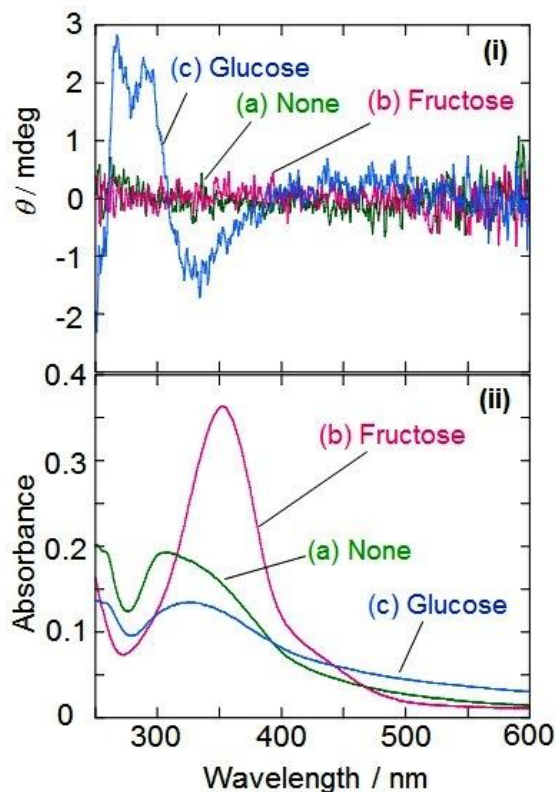 3
(i)
(c) Glucose
2
(a) None
1
(b) Fructose
θ / mdeg
0
-1
-2
0.4
(ii)
(b) Fructose
0.3
(a) None
0.2
(c) Glucose
Absorbance
0.1
0
300 400 500 600
Wavelength / nm